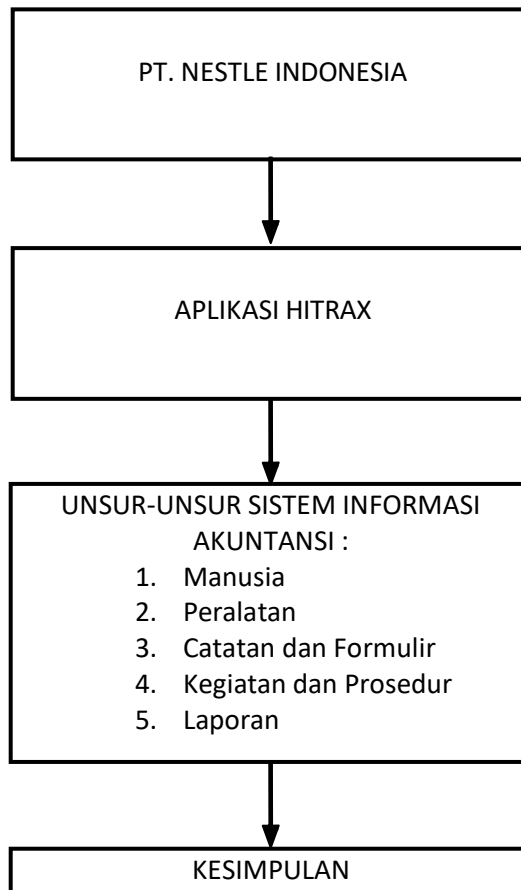 PT. NESTLE INDONESIA
APLIKASI HITRAX
UNSUR-UNSUR SISTEM INFORMASI
AKUNTANSI :
1. Manusia
2. Peralatan
3. Catatan dan Formulir
4. Kegiatan dan Prosedur
5. Laporan
KESIMPULAN